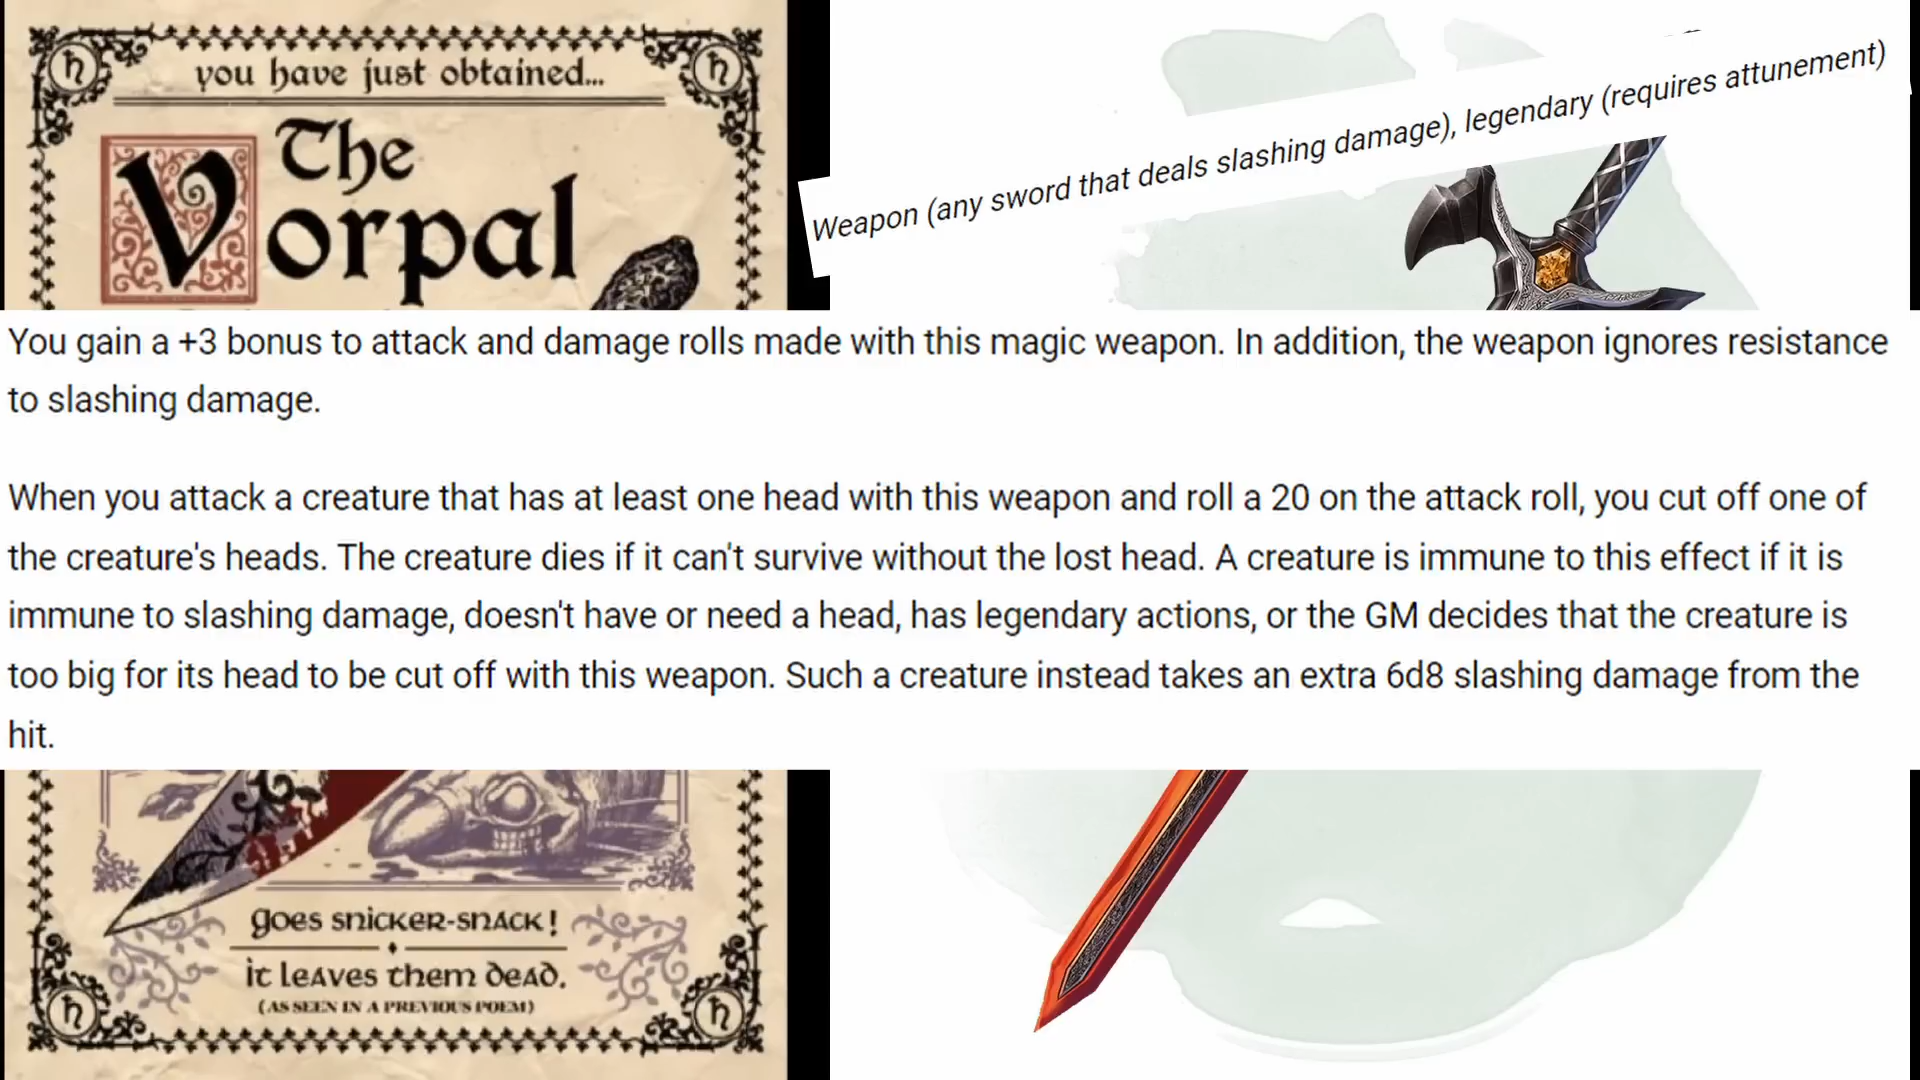 you have just obtained...
The
Vorpal
Weapon (any sword that deals slashing damage), legendary (requires attunement)
You gain a +3 bonus to attack and damage rolls made with this magic weapon. In addition, the weapon ignores resistance
to slashing damage.
When you attack a creature that has at least one head with this weapon and roll a 20 on the attack roll, you cut off one of
the creature's heads. The creature dies if it can't survive without the lost head. A creature is immune to this effect if it is
immune to slashing damage, doesn't have or need a head, has legendary actions, or the GM decides that the creature is
too big for its head to be cut off with this weapon. Such a creature instead takes an extra 6d8 slashing damage from the
hit.
goes snicker-snack!
it leaves them dead.
(AS SEEN IN A PREVIOUS POEM)